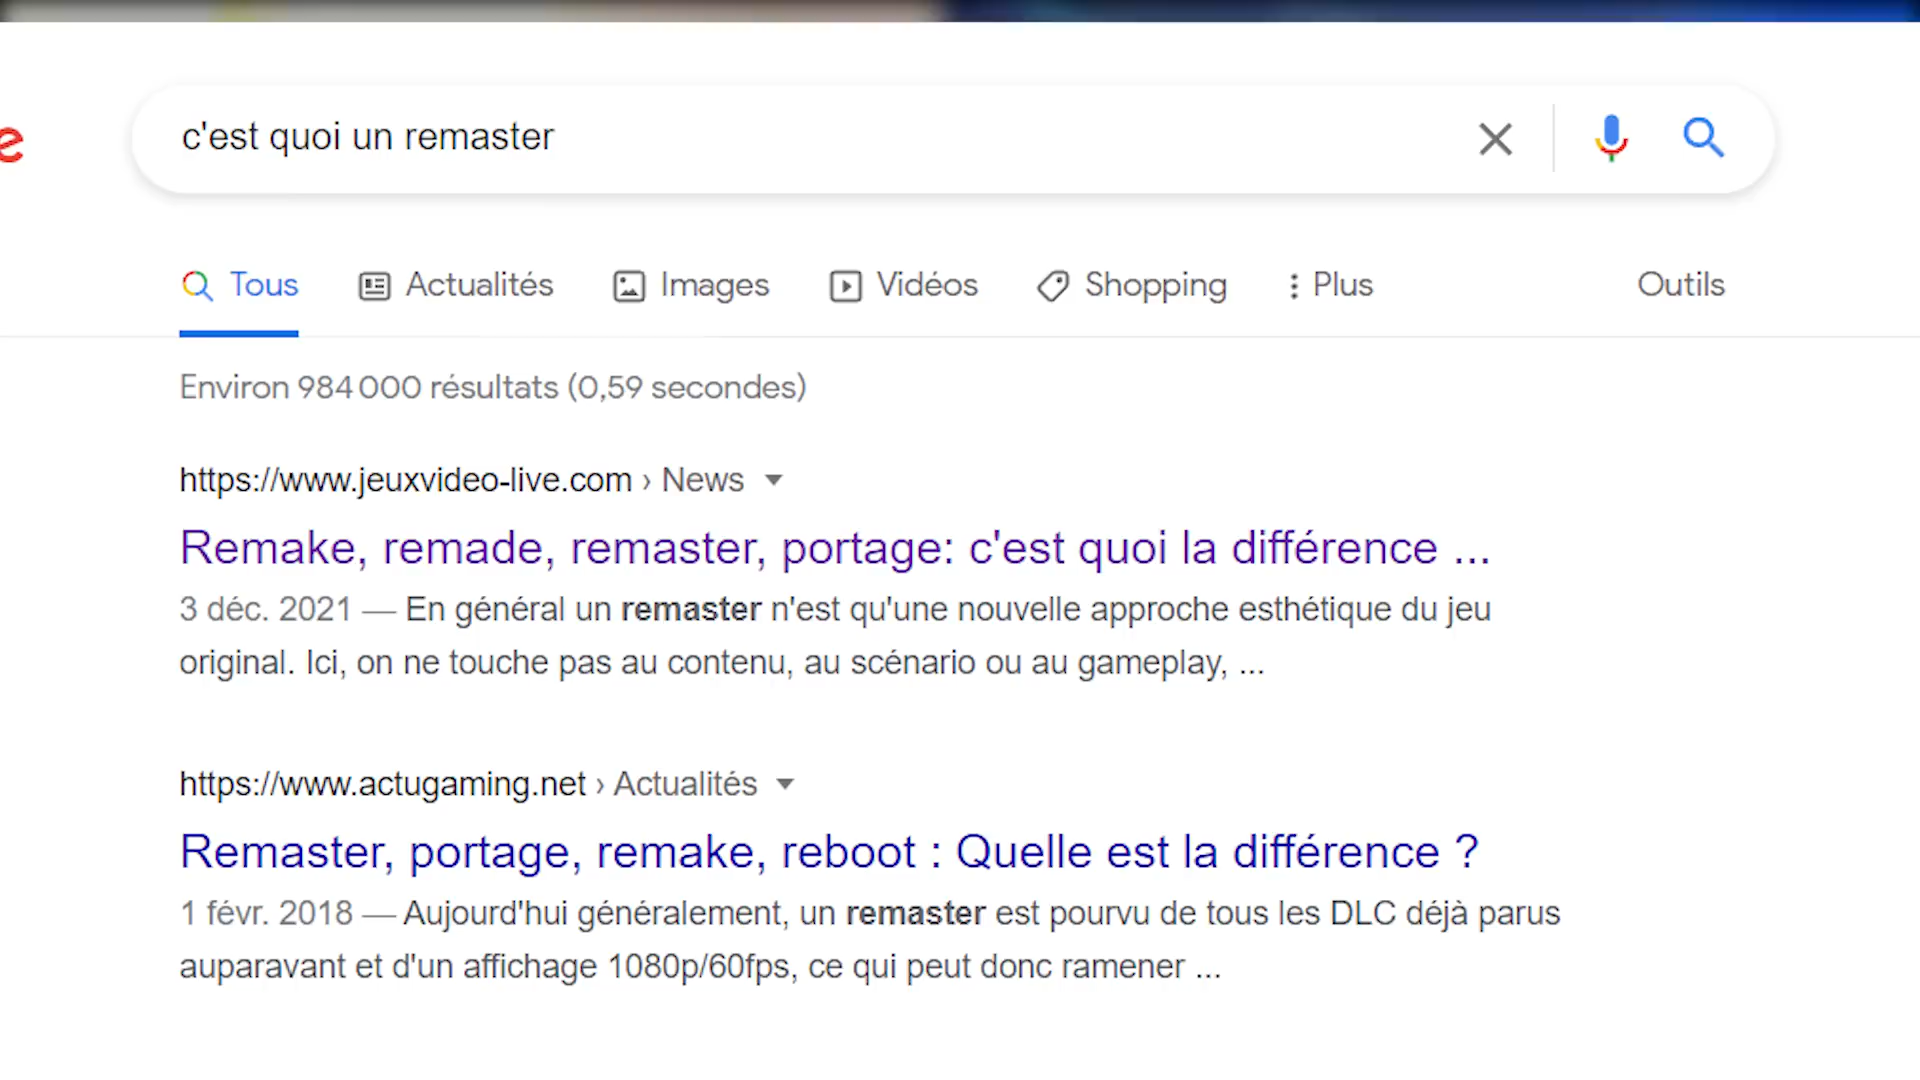 e
c'est quoi un remaster
Tous Actualités Images Vidéos Shopping Plus Outils
Environ 984 000 résultats (0,59 secondes)
https://www.jeuxvideo-live.com › News
Remake, remade, remaster, portage: c'est quoi la différence ...
3 déc. 2021 — En général un remaster n'est qu'une nouvelle approche esthétique du jeu
original. Ici, on ne touche pas au contenu, au scénario ou au gameplay, ...
https://www.actugaming.net › Actualités
Remaster, portage, remake, reboot : Quelle est la différence ?
1 févr. 2018 — Aujourd'hui généralement, un remaster est pourvu de tous les DLC déjà parus
auparavant et d'un affichage 1080p/60fps, ce qui peut donc ramener ...